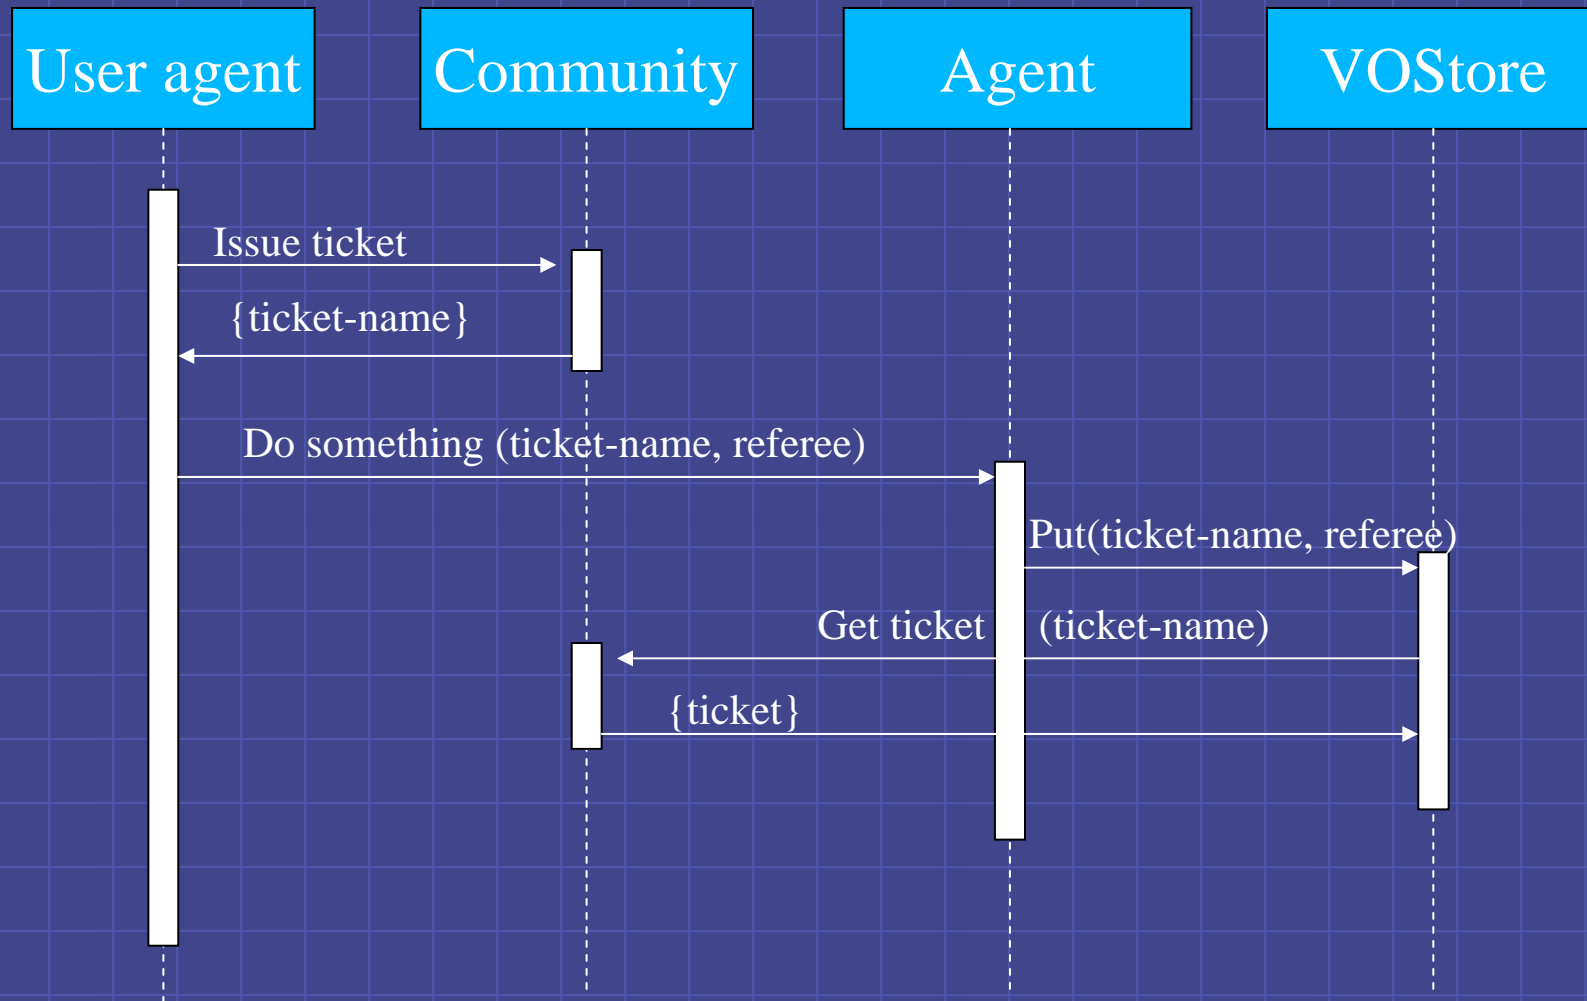 User agent
Community
Agent
VOStore
Issue ticket
{ticket-name}
Do something (ticket-name, referee)
Put(ticket-name, referee)
Get ticket (ticket-name)
{ticket}